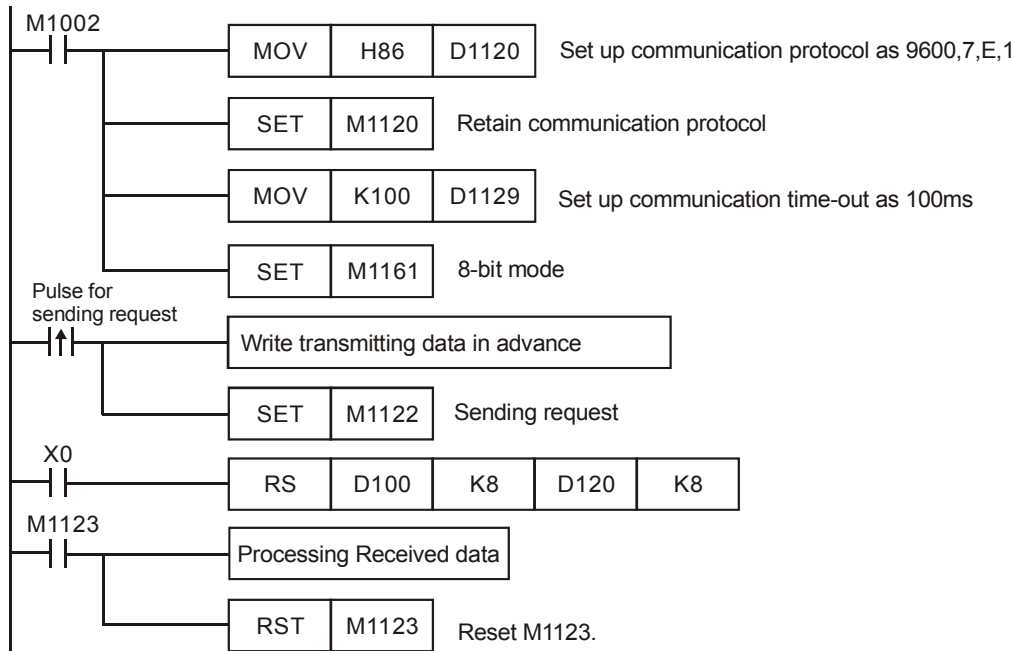 M1002
MOV H86 D1120 Set up communication protocol as 9600,7,E,1
SET M1120 Retain communication protocol
MOV K100 D1129 Set up communication time-out as 100ms
SET M1161 8-bit mode
Pulse for
sending request
Write transmitting data in advance
SET M1122 Sending request
X0
RS D100 K8 D120 K8
M1123
Processing Received data
RST M1123 Reset M1123.